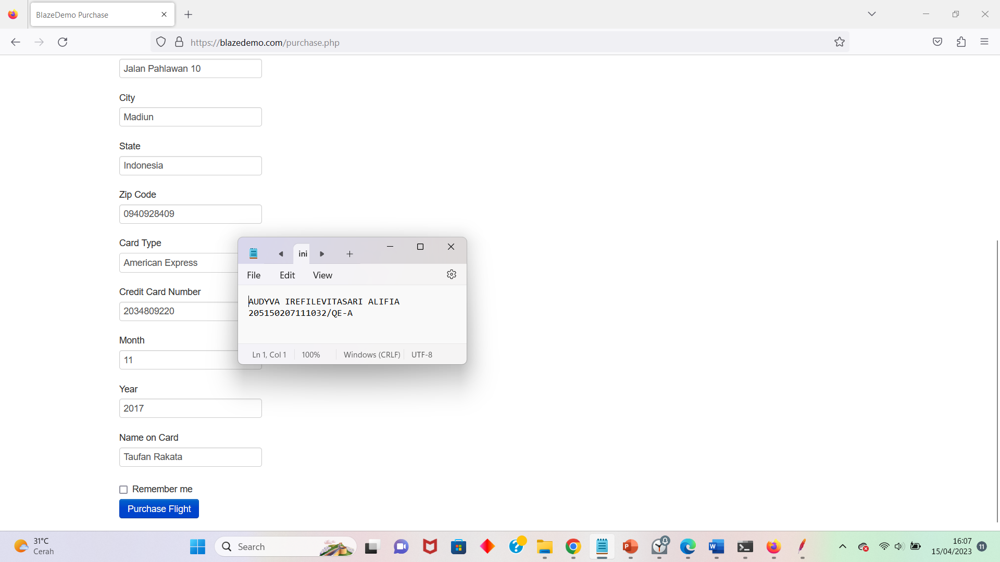 BlazeDemo Purchase
https://blazedemo.com/purchase.php
Jalan Pahlawan 10
City
Madiun
State
Indonesia
Zip Code
0940928409
Card Type
American Express
Credit Card Number
2034809220
Month
11
Year
2017
Name on Card
Taufan Rakata
Remember me
Purchase Flight
ini
File Edit View
AUDYVA IREFILEVITASARI ALIFIA
205150207111032/QE-A
Ln 1, Col 1 100% Windows (CRLF) UTF-8
31°C
Cerah
Search
16:07
15/04/2023
11